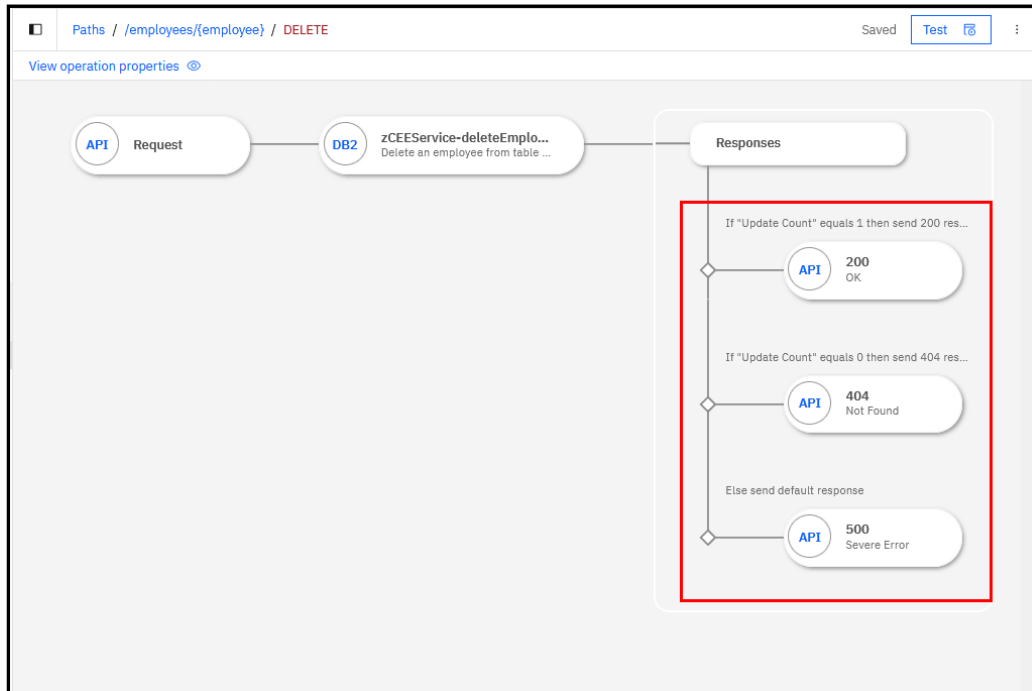 Paths / /employees/{employee} / DELETE
Saved
Test
View operation properties
API
Request
DB2
zCEEService-deleteEmplo...
Delete an employee from table ...
Responses
If "Update Count" equals 1 then send 200 res...
API
200
OK
If "Update Count" equals 0 then send 404 res...
API
404
Not Found
Else send default response
API
500
Severe Error